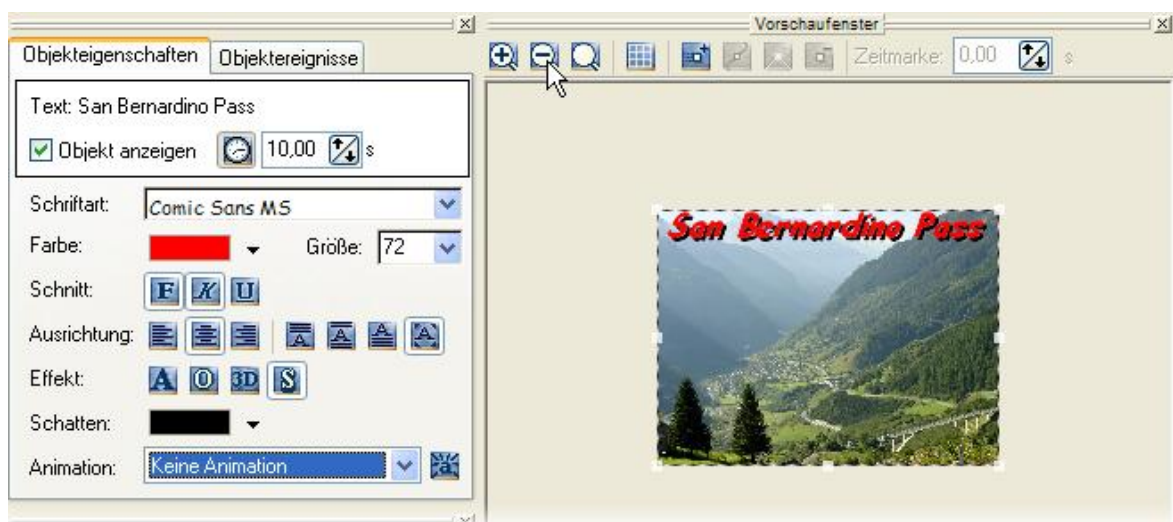 Vorschaufenster
Objekteigenschaften Objektereignisse
Zeitmarke: 0,00 s
Text: San Bernardino Pass
Objekt anzeigen 10,00 s
Schriftart: Comic Sans MS
Farbe: Größe: 72
Schnitt: F K U
Ausrichtung: A A A A
Effekt: A O 3D S
Schatten:
Animation: Keine Animation a
San Bernardino Pass